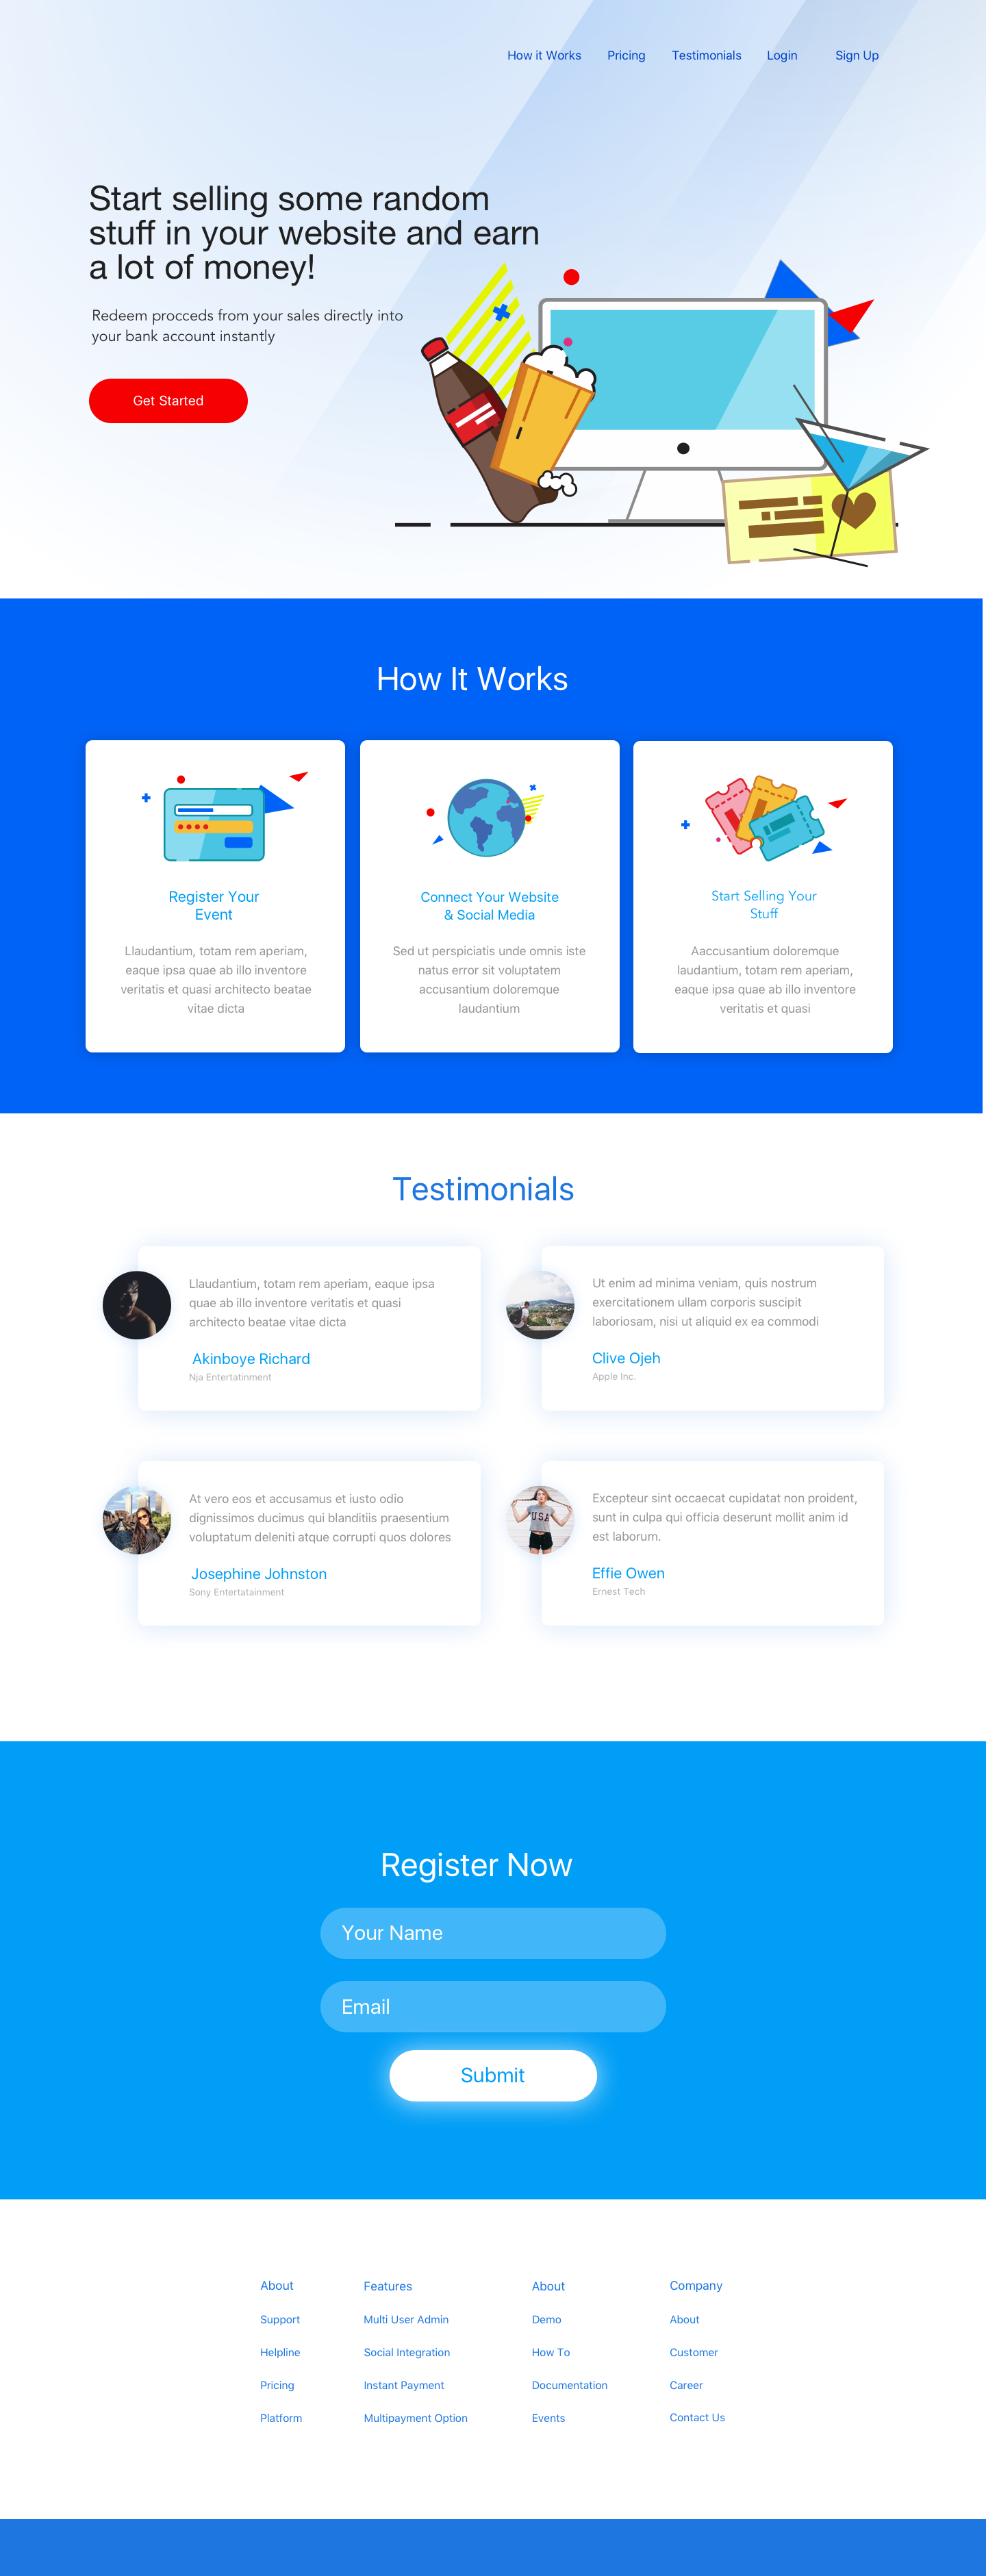 How it Works Pricing Testimonials Login Sign Up
Start selling some random
stuff in your website and earn
a lot of money!
Redeem procceds from your sales directly into
your bank account instantly
Get Started
How It Works
Register Your
Event
Llaudantium, totam rem aperiam,
eaque ipsa quae ab illo inventore
veritatis et quasi architecto beatae
vitae dicta
Connect Your Website
& Social Media
Sed ut perspiciatis unde omnis iste
natus error sit voluptatem
accusantium doloremque
laudantium
Start Selling Your
Stuff
Aaccusantium doloremque
laudantium, totam rem aperiam,
eaque ipsa quae ab illo inventore
veritatis et quasi
Testimonials
Llaudantium, totam rem aperiam, eaque ipsa
quae ab illo inventore veritatis et quasi
architecto beatae vitae dicta
Akinboye Richard
Nja Entertatinment
Ut enim ad minima veniam, quis nostrum
exercitationem ullam corporis suscipit
laboriosam, nisi ut aliquid ex ea commodi
Clive Ojeh
Apple Inc.
At vero eos et accusamus et iusto odio
dignissimos ducimus qui blanditiis praesentium
voluptatum deleniti atque corrupti quos dolores
Josephine Johnston
Sony Entertatainment
USA
Excepteur sint occaecat cupidatat non proident,
sunt in culpa qui officia deserunt mollit anim id
est laborum.
Effie Owen
Ernest Tech
Register Now
Your Name
Email
Submit
About
Support
Helpline
Pricing
Platform
Features
Multi User Admin
Social Integration
Instant Payment
Multipayment Option
About
Demo
How To
Documentation
Events
Company
About
Customer
Career
Contact Us